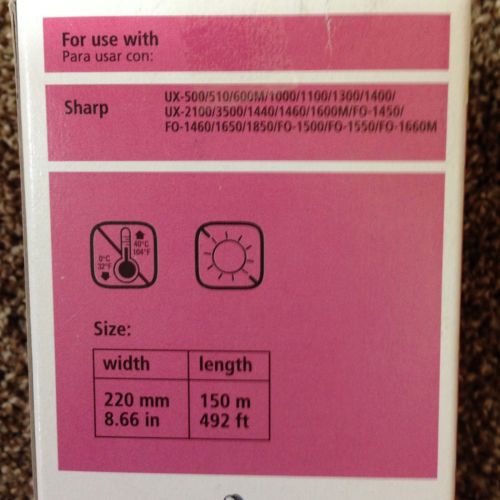 For use with
Para usar con:
Sharp
UX-500/510/600M/1000/1100/1300/1400/
UX-2100/3500/1440/1460/1600M/FO-1450/
FO-1460/1650/1850/FO-1500/FO-1550/FO-1660M
40°C
104°F
0°C
32°F
Size:
width length
220 mm 150 m
8.66 in 492 ft